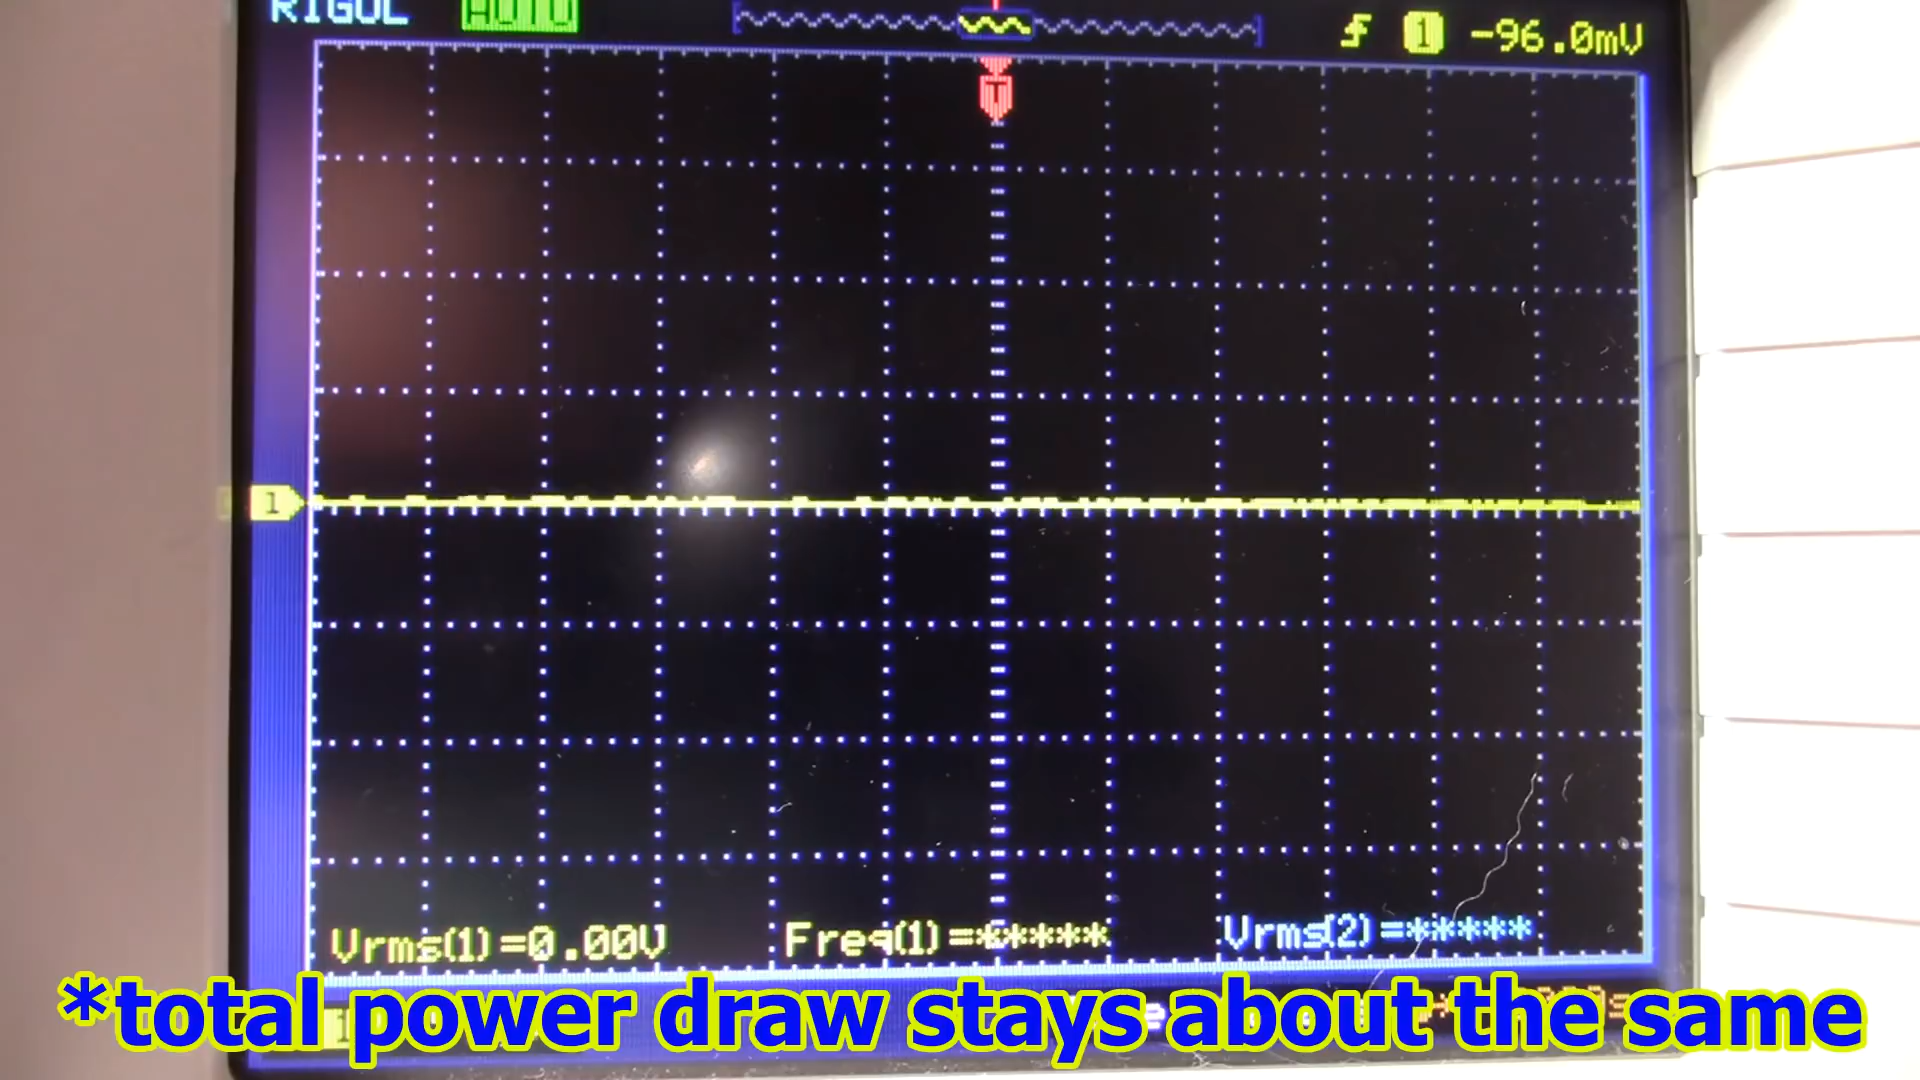 RIGOL AUTO 1 -96.0mV
T
1
Vrms(1)=0.00V Freq(1)=***** Vrms(2)=*****
*total power draw stays about the same